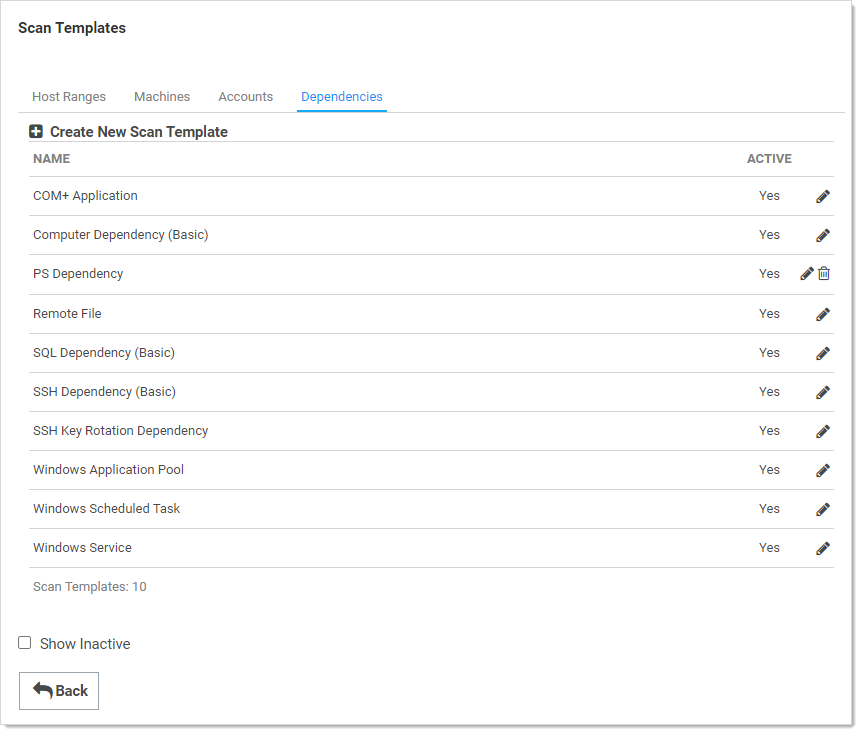 Scan Templates
Host Ranges Machines Accounts Dependencies
Create New Scan Template
NAME ACTIVE
COM+ Application Yes
Computer Dependency (Basic) Yes
PS Dependency Yes
Remote File Yes
SQL Dependency (Basic) Yes
SSH Dependency (Basic) Yes
SSH Key Rotation Dependency Yes
Windows Application Pool Yes
Windows Scheduled Task Yes
Windows Service Yes
Scan Templates: 10
Show Inactive
Back